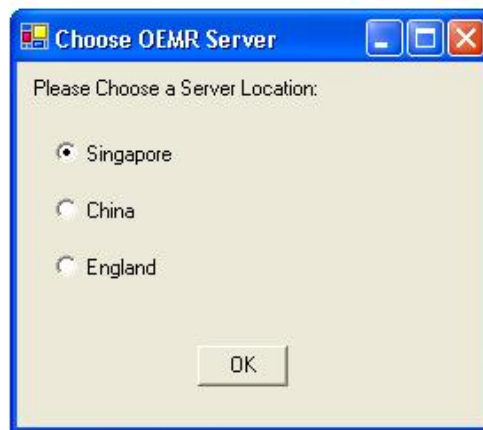 Choose OEMR Server
Please Choose a Server Location:
Singapore
China
England
OK